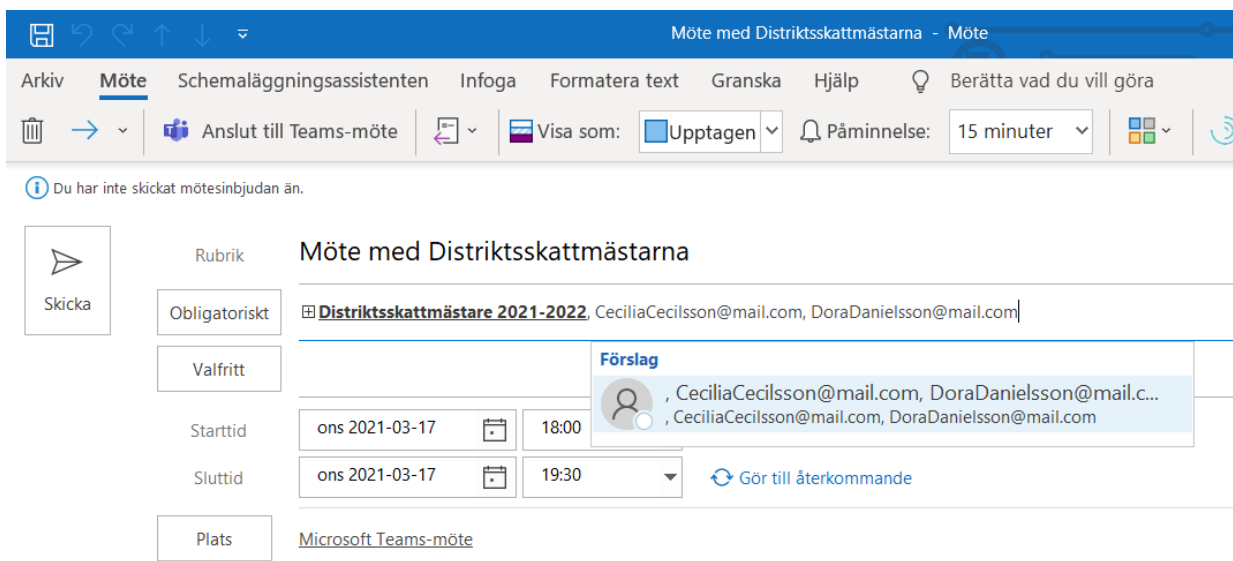 Möte med Distriktsskattmästarna - Möte
Arkiv Möte Schemaläggningsassistenten Infoga Formatera text Granska Hjälp Berätta vad du vill göra
Anslut till Teams-möte Visa som: Upptagen Påminnelse: 15 minuter
Du har inte skickat mötesinbjudan än.
Skicka
Rubrik Möte med Distriktsskattmästarna
Obligatoriskt Distriktsskattmästare 2021-2022, CeciliaCecilsson@mail.com, DoraDanielsson@mail.com
Valfritt
Förslag
, CeciliaCecilsson@mail.com, DoraDanielsson@mail.c...
, CeciliaCecilsson@mail.com, DoraDanielsson@mail.com
Starttid ons 2021-03-17 18:00
Sluttid ons 2021-03-17 19:30 Gör till återkommande
Plats Microsoft Teams-möte